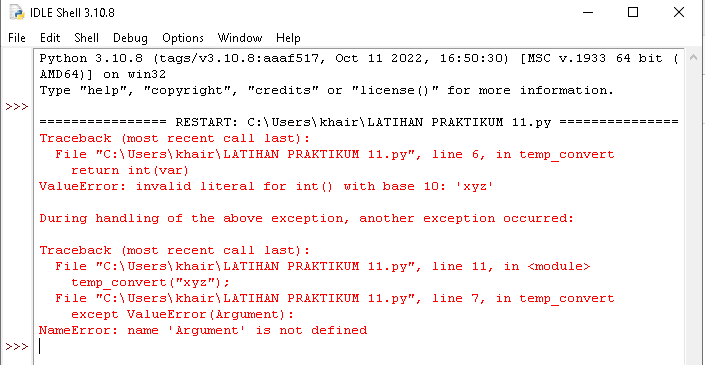 IDLE Shell 3.10.8
File Edit Shell Debug Options Window Help
Python 3.10.8 (tags/v3.10.8:aaaf517, Oct 11 2022, 16:50:30) [MSC v.1933 64 bit (
AMD64)] on win32
Type "help", "copyright", "credits" or "license()" for more information.
>>>
================ RESTART: C:\Users\khair\LATIHAN PRAKTIKUM 11.py ===============
Traceback (most recent call last):
  File "C:\Users\khair\LATIHAN PRAKTIKUM 11.py", line 6, in temp_convert
    return int(var)
ValueError: invalid literal for int() with base 10: 'xyz'

During handling of the above exception, another exception occurred:

Traceback (most recent call last):
  File "C:\Users\khair\LATIHAN PRAKTIKUM 11.py", line 11, in <module>
    temp_convert("xyz");
  File "C:\Users\khair\LATIHAN PRAKTIKUM 11.py", line 7, in temp_convert
    except ValueError(Argument):
NameError: name 'Argument' is not defined
>>>